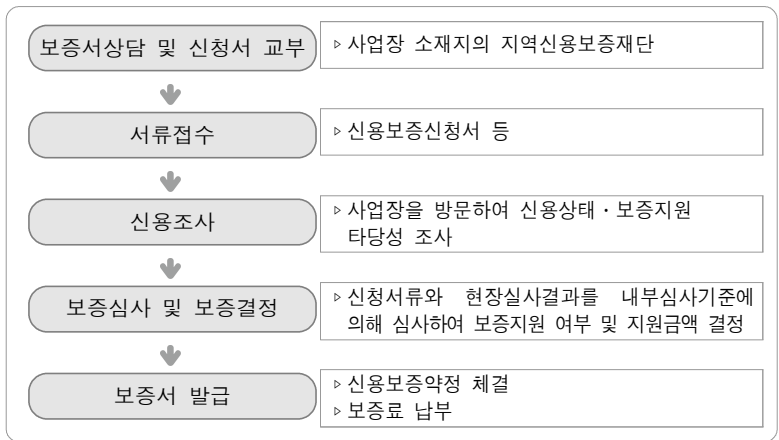 보증서상담 및 신청서 교부
▹사업장 소재지의 지역신용보증재단
서류접수
▹신용보증신청서 등
신용조사
▹사업장을 방문하여 신용상태・보증지원
타당성 조사
보증심사 및 보증결정
▹신청서류와 현장실사결과를 내부심사기준에
의해 심사하여 보증지원 여부 및 지원금액 결정
보증서 발급
▹신용보증약정 체결
▹보증료 납부